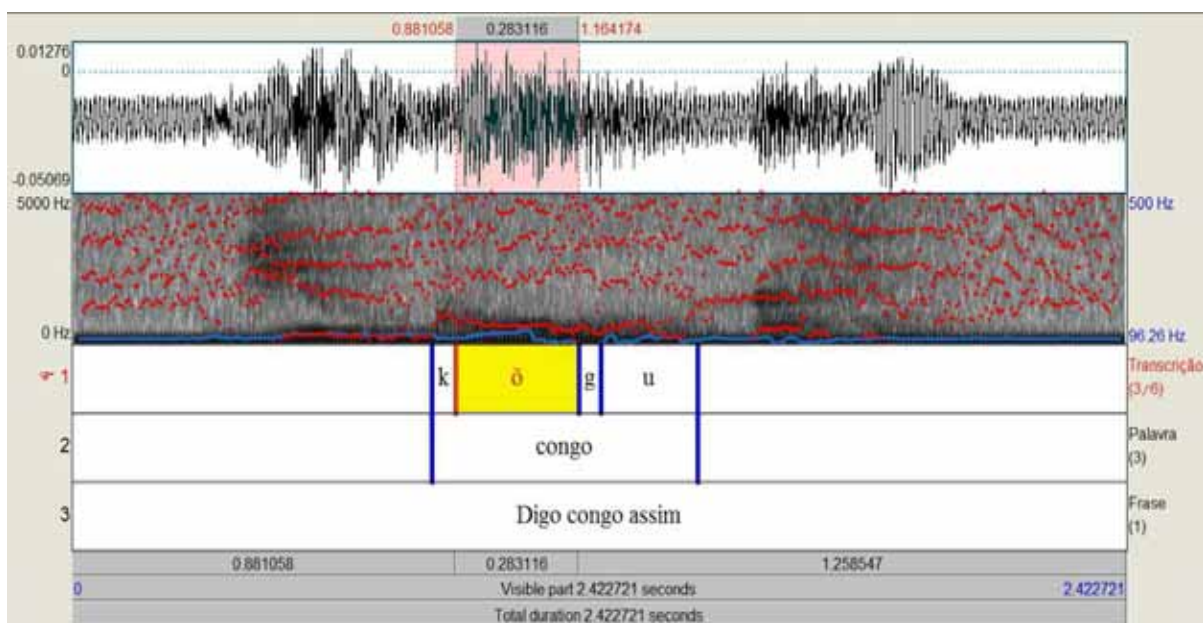 0.881058 0.283116 1.164174
0.01276
0
-0.05069
5000 Hz 500 Hz
0 Hz 96.26 Hz
1 k õ g u Transcrição (3/6)
2 congo Palavra (3)
3 Digo congo assim Frase (1)
0.881058 0.283116 1.258547
0 Visible part 2.422721 seconds 2.422721
Total duration 2.422721 seconds